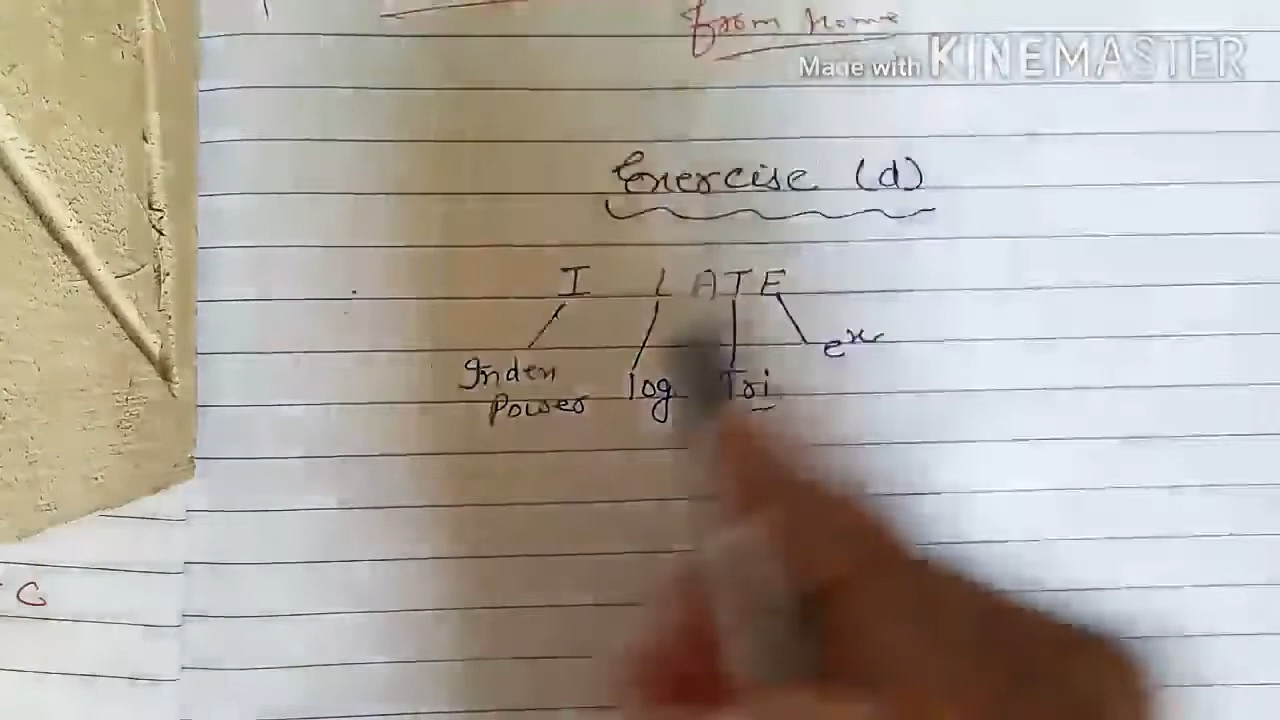 from home
Made with KINEMASTER
Exercise (d)
I L A T E
Index log Tri e^x
Power
C